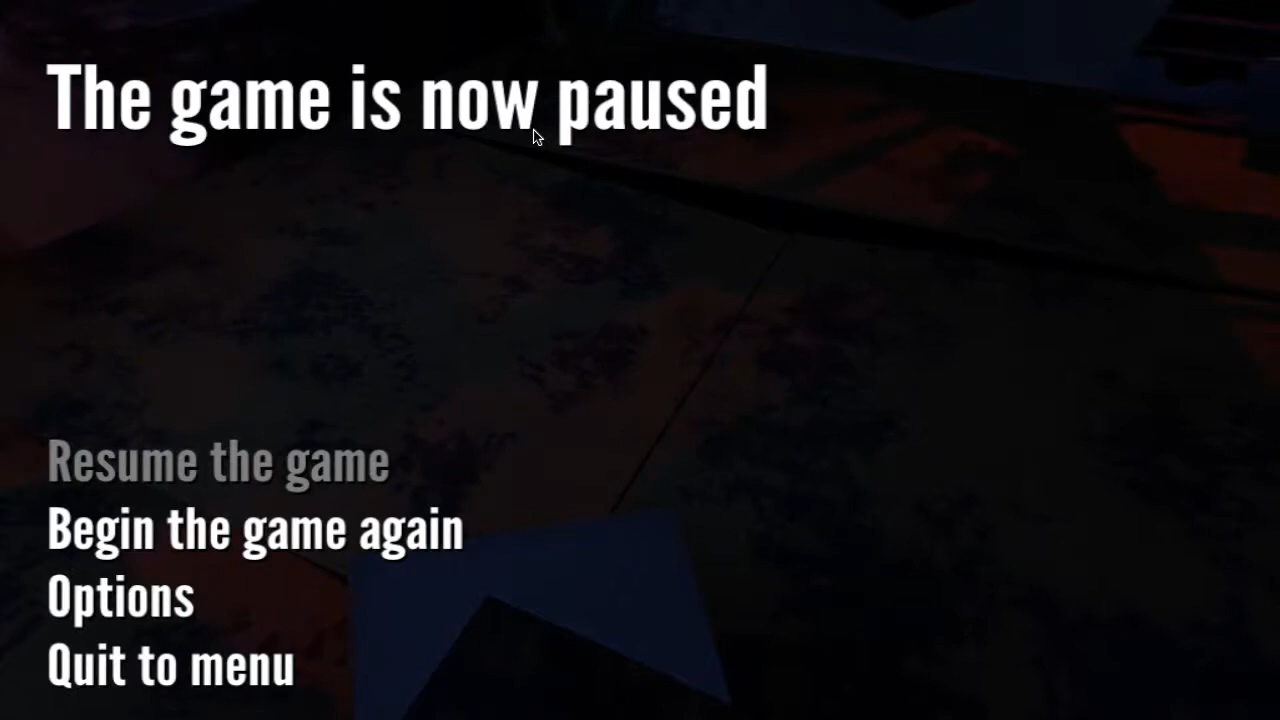 The game is now paused
Resume the game
Begin the game again
Options
Quit to menu